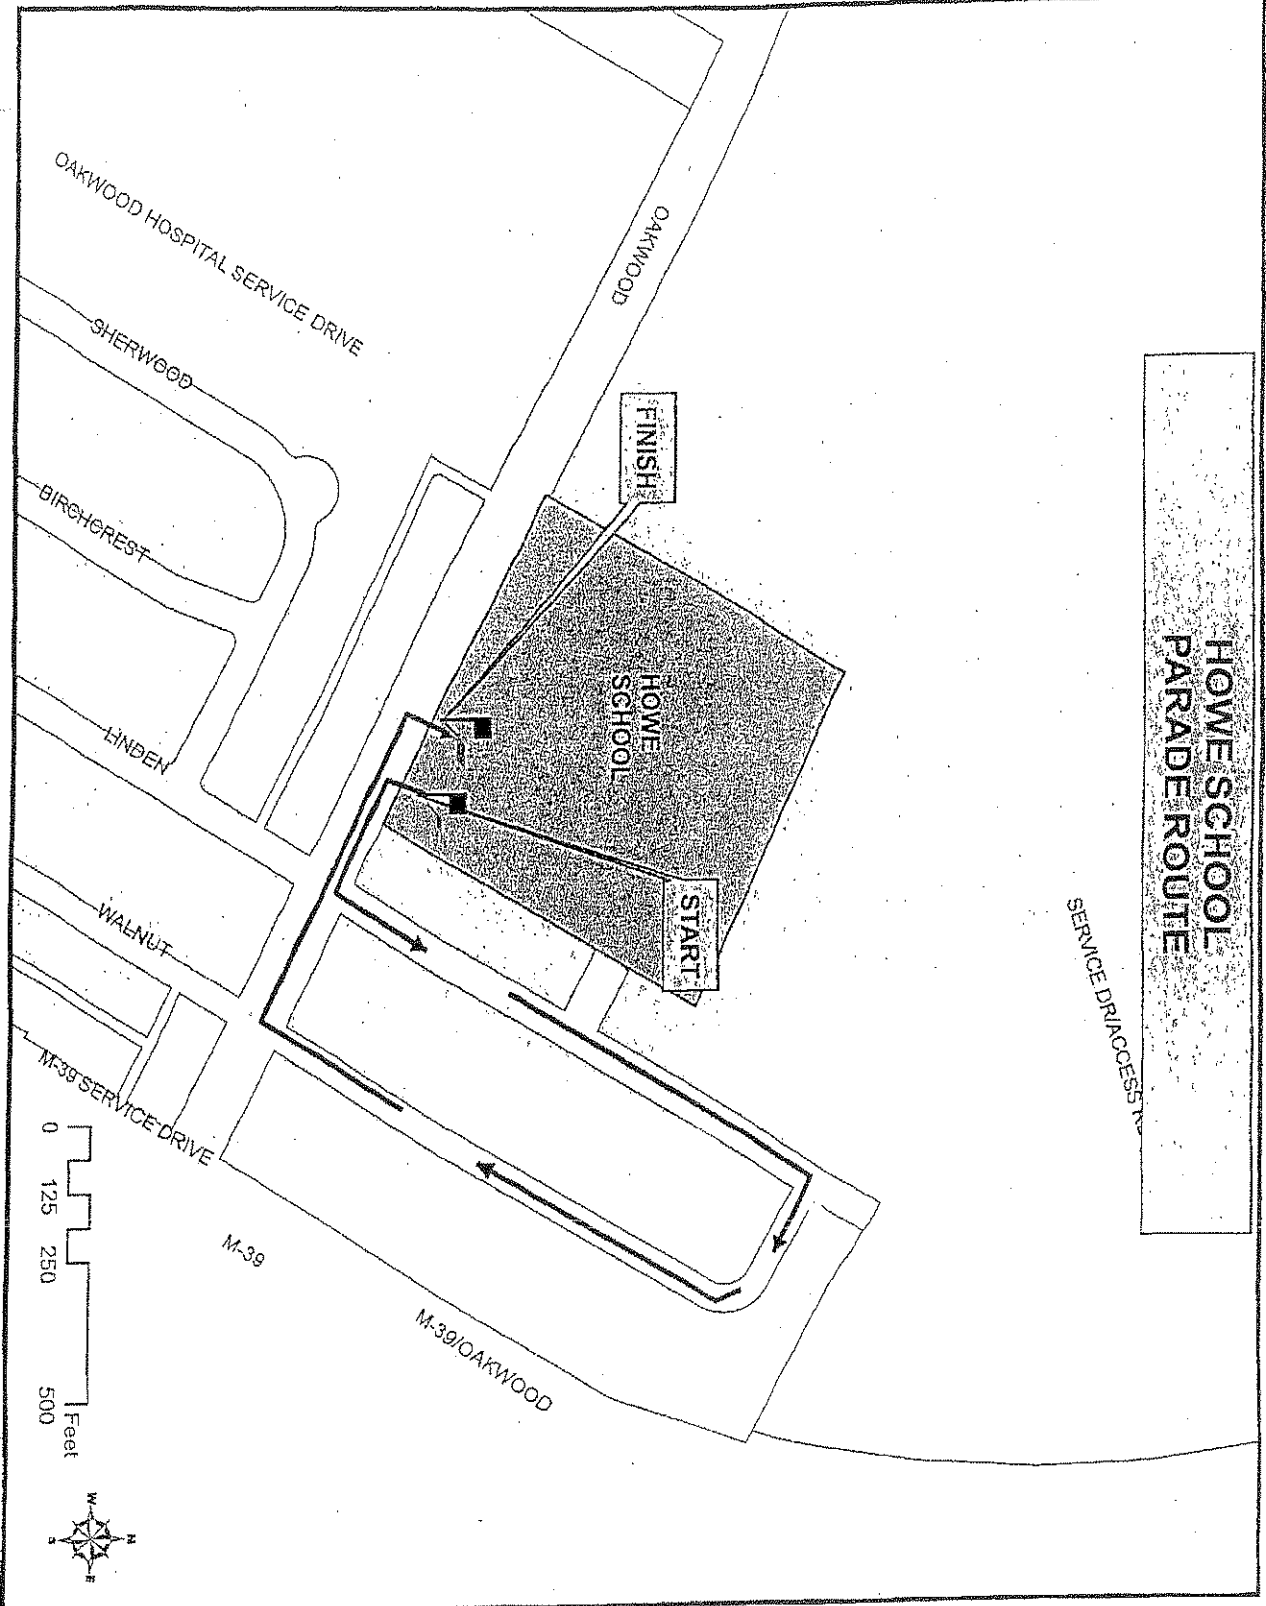 HOWE SCHOOL
PARADE ROUTE
SERVICE DR/ACCESS
OAKWOOD
FINISH
HOWE
SCHOOL
START
OAKWOOD HOSPITAL SERVICE DRIVE
SHERWOOD
BIRCHCREST
LINDEN
WALNUT
M-39 SERVICE DRIVE
M-39
M-39/OAKWOOD
0 125 250 500
Feet
N
W
E
S